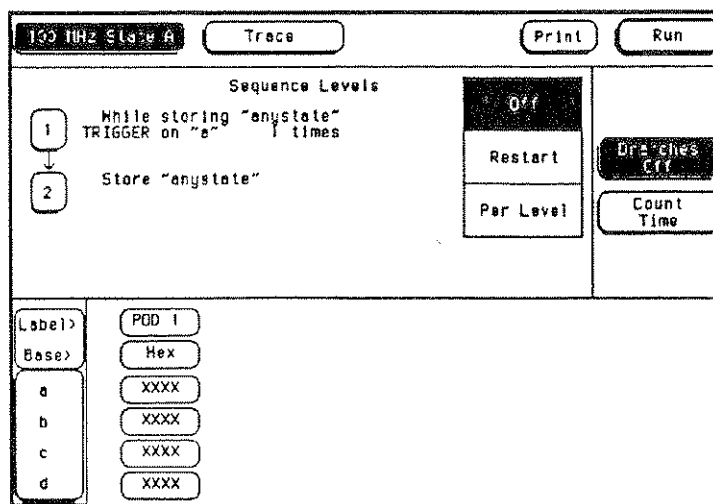 100 MHz State A Trace Print Run
Sequence Levels
Off
While storing "anystate"
1
TRIGGER on "a" 1 times
Restart
Branches
Off
2
Store "anystate"
Per Level
Count
Time
Label> POD 1
Base> Hex
a XXXX
b XXXX
c XXXX
d XXXX